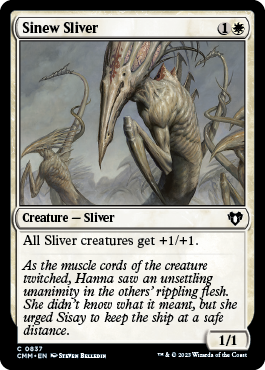 Sinew Sliver 1
Creature — Sliver
All Sliver creatures get +1/+1.
As the muscle cords of the creature
twitched, Hanna saw an unsettling
unanimity in the others' rippling flesh.
She didn't know what it meant, but she
urged Sisay to keep the ship at a safe
distance.
1/1
C 0837
CMM • EN Steven Belledin ™ & © 2023 Wizards of the Coast